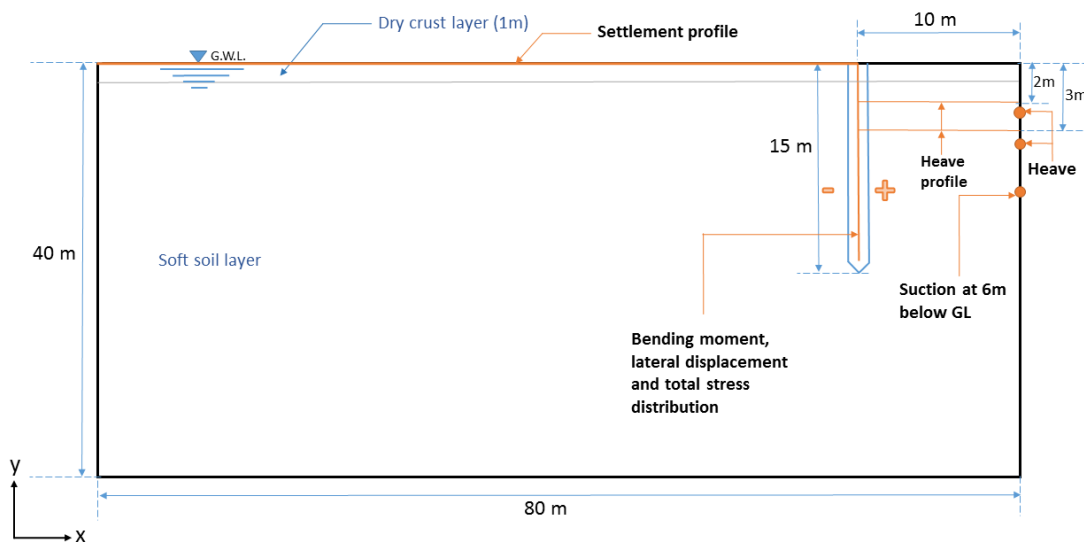 10 m
Dry crust layer (1m)
Settlement profile
G.W.L.
2m
3m
15 m
Heave
profile
Heave
-
+
40 m
Soft soil layer
Suction at 6m
below GL
Bending moment,
lateral displacement
and total stress
distribution
y
x
80 m